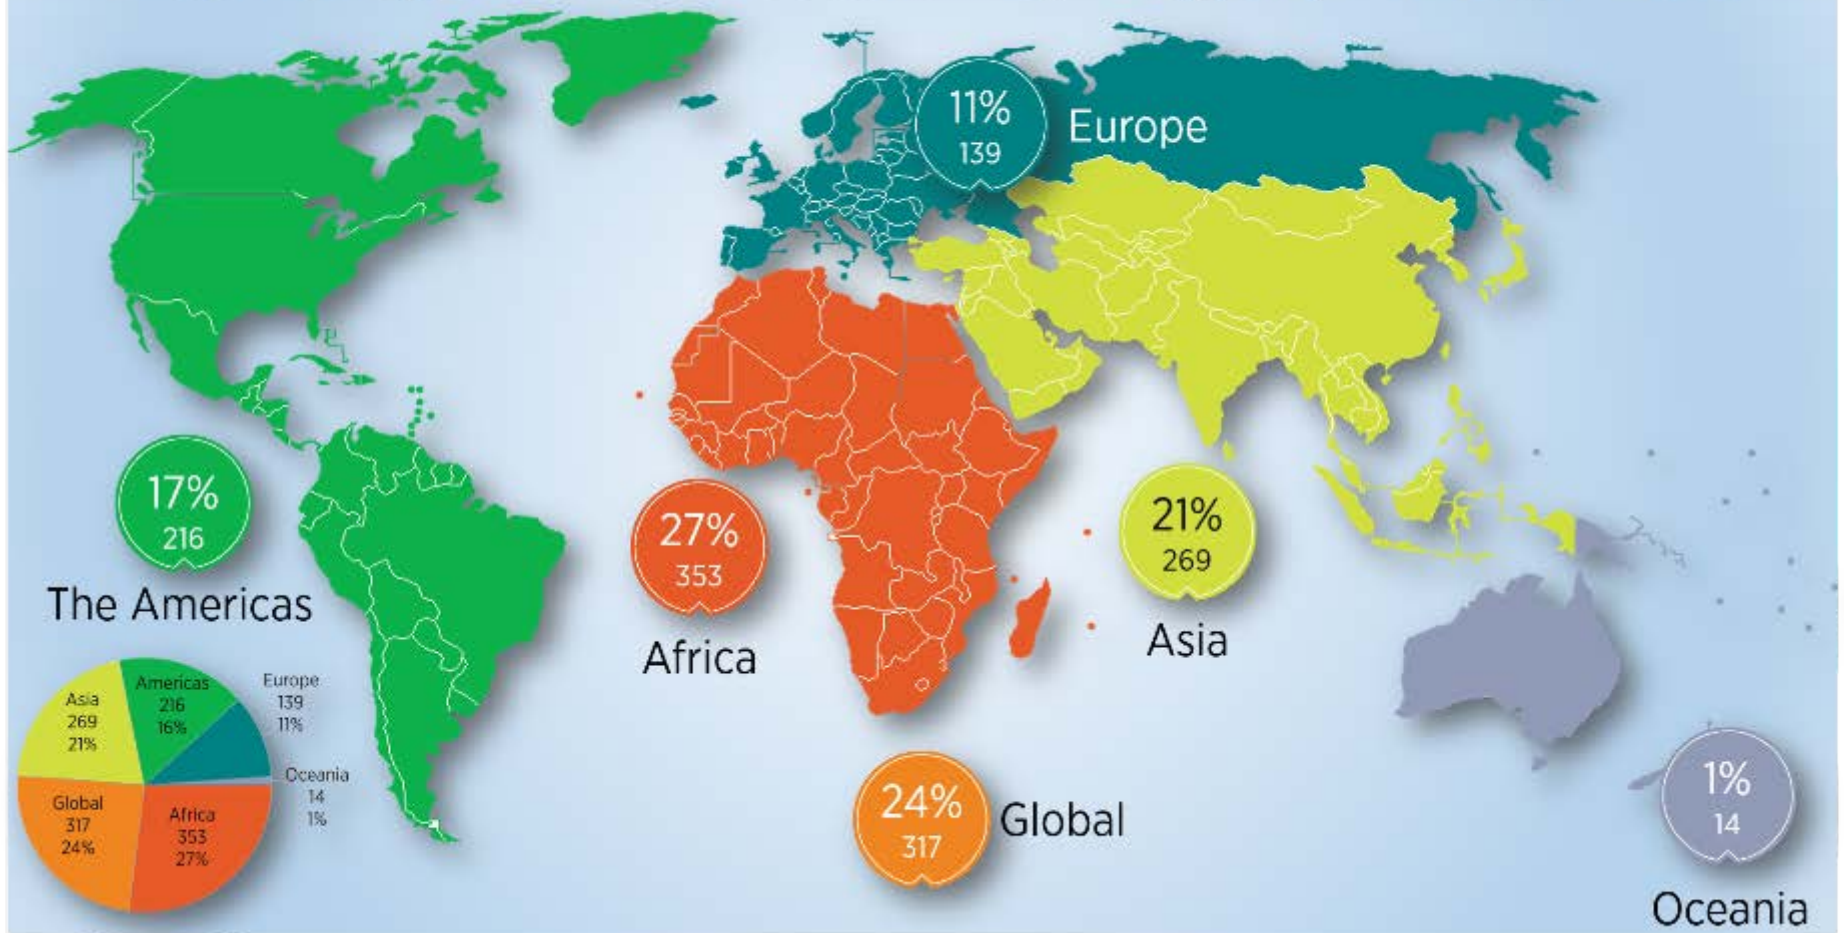 11%
139
Europe
17%
216
The Americas
27%
353
Africa
21%
269
Asia
24%
317
Global
1%
14
Oceania
Asia
269
21%
Americas
216
16%
Europe
139
11%
Oceania
14
1%
Global
317
24%
Africa
353
27%